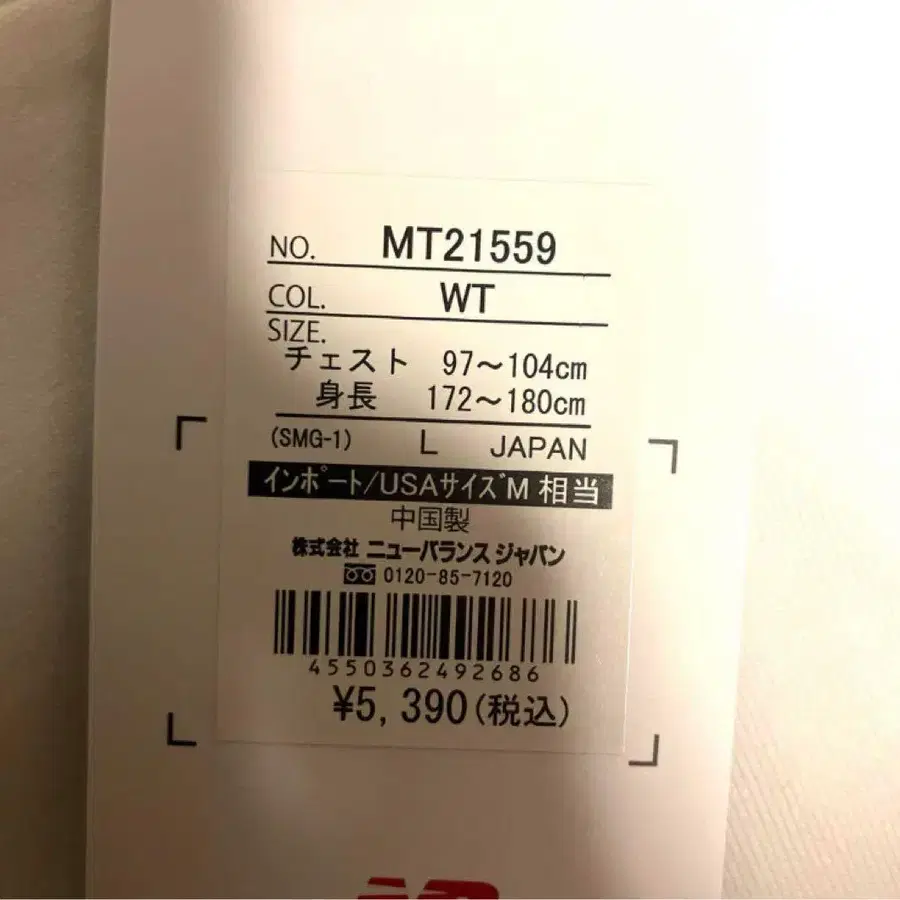 NO. MT21559
COL. WT
SIZE.
チェスト 97〜104cm
身長 172〜180cm
(SMG-1) L JAPAN
インポート/USAサイズM 相当
中国製
株式会社 ニューバランス ジャパン
0120-85-7120
4550362492686
¥5,390(税込)